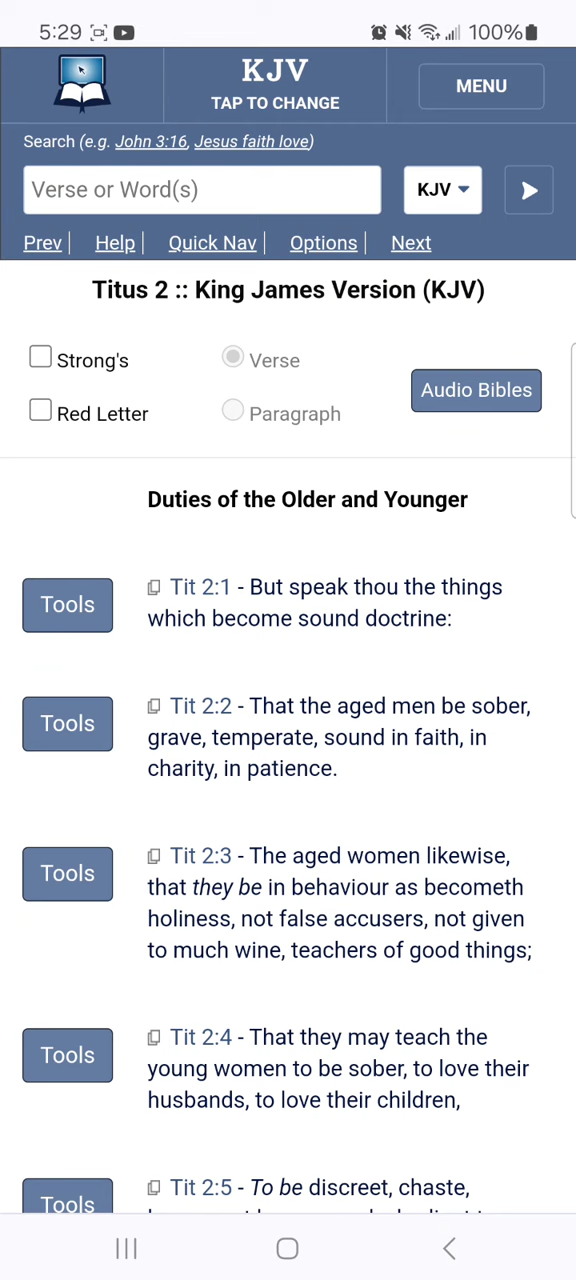 5:29 100%
KJV
TAP TO CHANGE
MENU
Search (e.g. John 3:16, Jesus faith love)
Verse or Word(s)
KJV
Prev | Help | Quick Nav | Options | Next
Titus 2 :: King James Version (KJV)
Strong's
Verse
Red Letter
Paragraph
Audio Bibles
Duties of the Older and Younger
Tools
Tit 2:1 - But speak thou the things
which become sound doctrine:
Tools
Tit 2:2 - That the aged men be sober,
grave, temperate, sound in faith, in
charity, in patience.
Tools
Tit 2:3 - The aged women likewise,
that they be in behaviour as becometh
holiness, not false accusers, not given
to much wine, teachers of good things;
Tools
Tit 2:4 - That they may teach the
young women to be sober, to love their
husbands, to love their children,
Tools
Tit 2:5 - To be discreet, chaste,